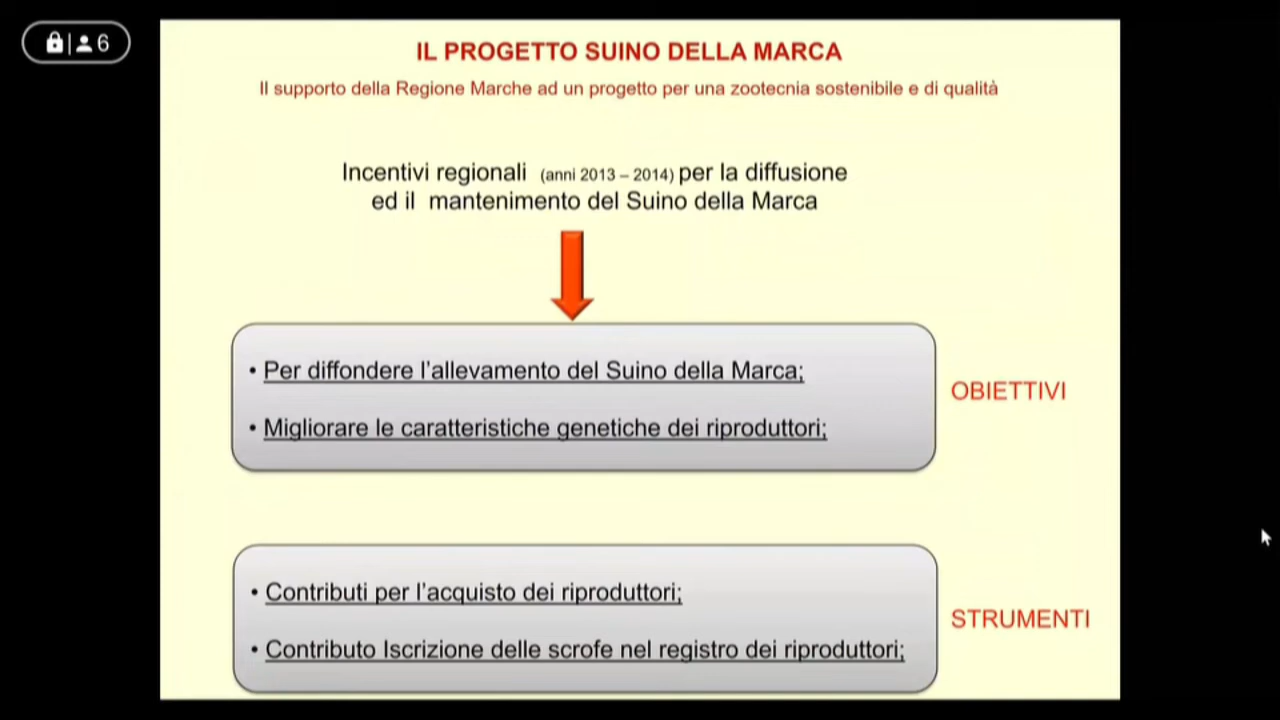 6
IL PROGETTO SUINO DELLA MARCA
Il supporto della Regione Marche ad un progetto per una zootecnia sostenibile e di qualità
Incentivi regionali (anni 2013 – 2014) per la diffusione
ed il mantenimento del Suino della Marca
• Per diffondere l’allevamento del Suino della Marca;
• Migliorare le caratteristiche genetiche dei riproduttori;
OBIETTIVI
• Contributi per l’acquisto dei riproduttori;
• Contributo Iscrizione delle scrofe nel registro dei riproduttori;
STRUMENTI